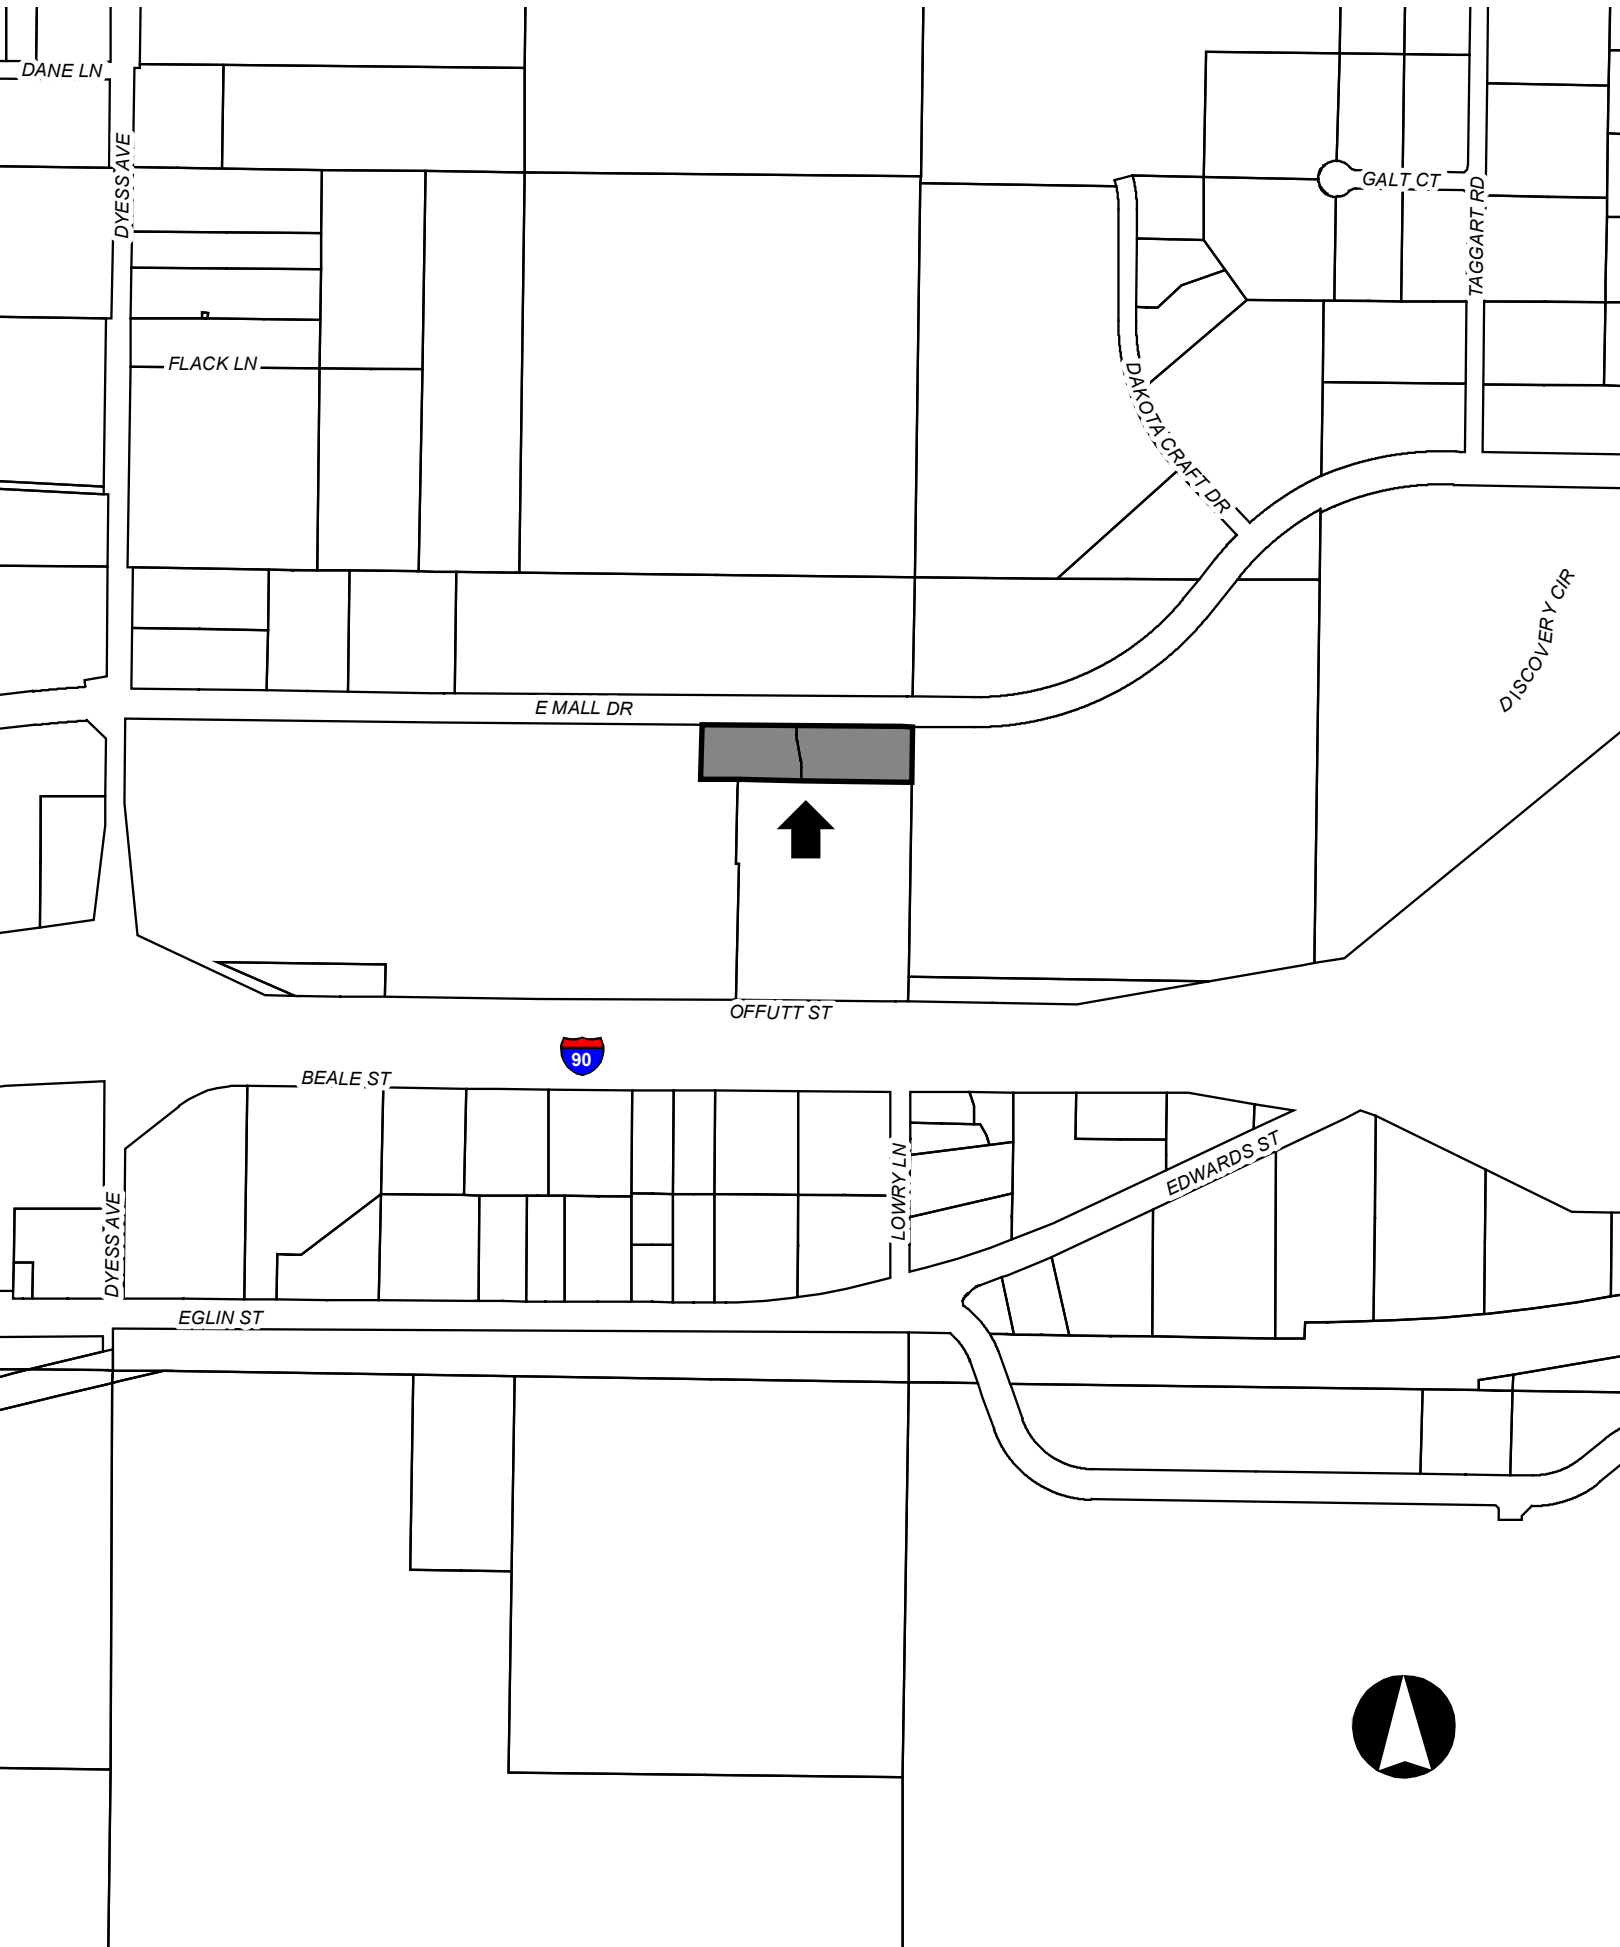 DANE LN
DYESS AVE
GALT CT
TAGGART RD
FLACK LN
DAKOTA CRAFT DR
DISCOVERY CIR
E MALL DR
OFFUTT ST
90
BEALE ST
LOWRY LN
EDWARDS ST
DYESS AVE
EGLIN ST